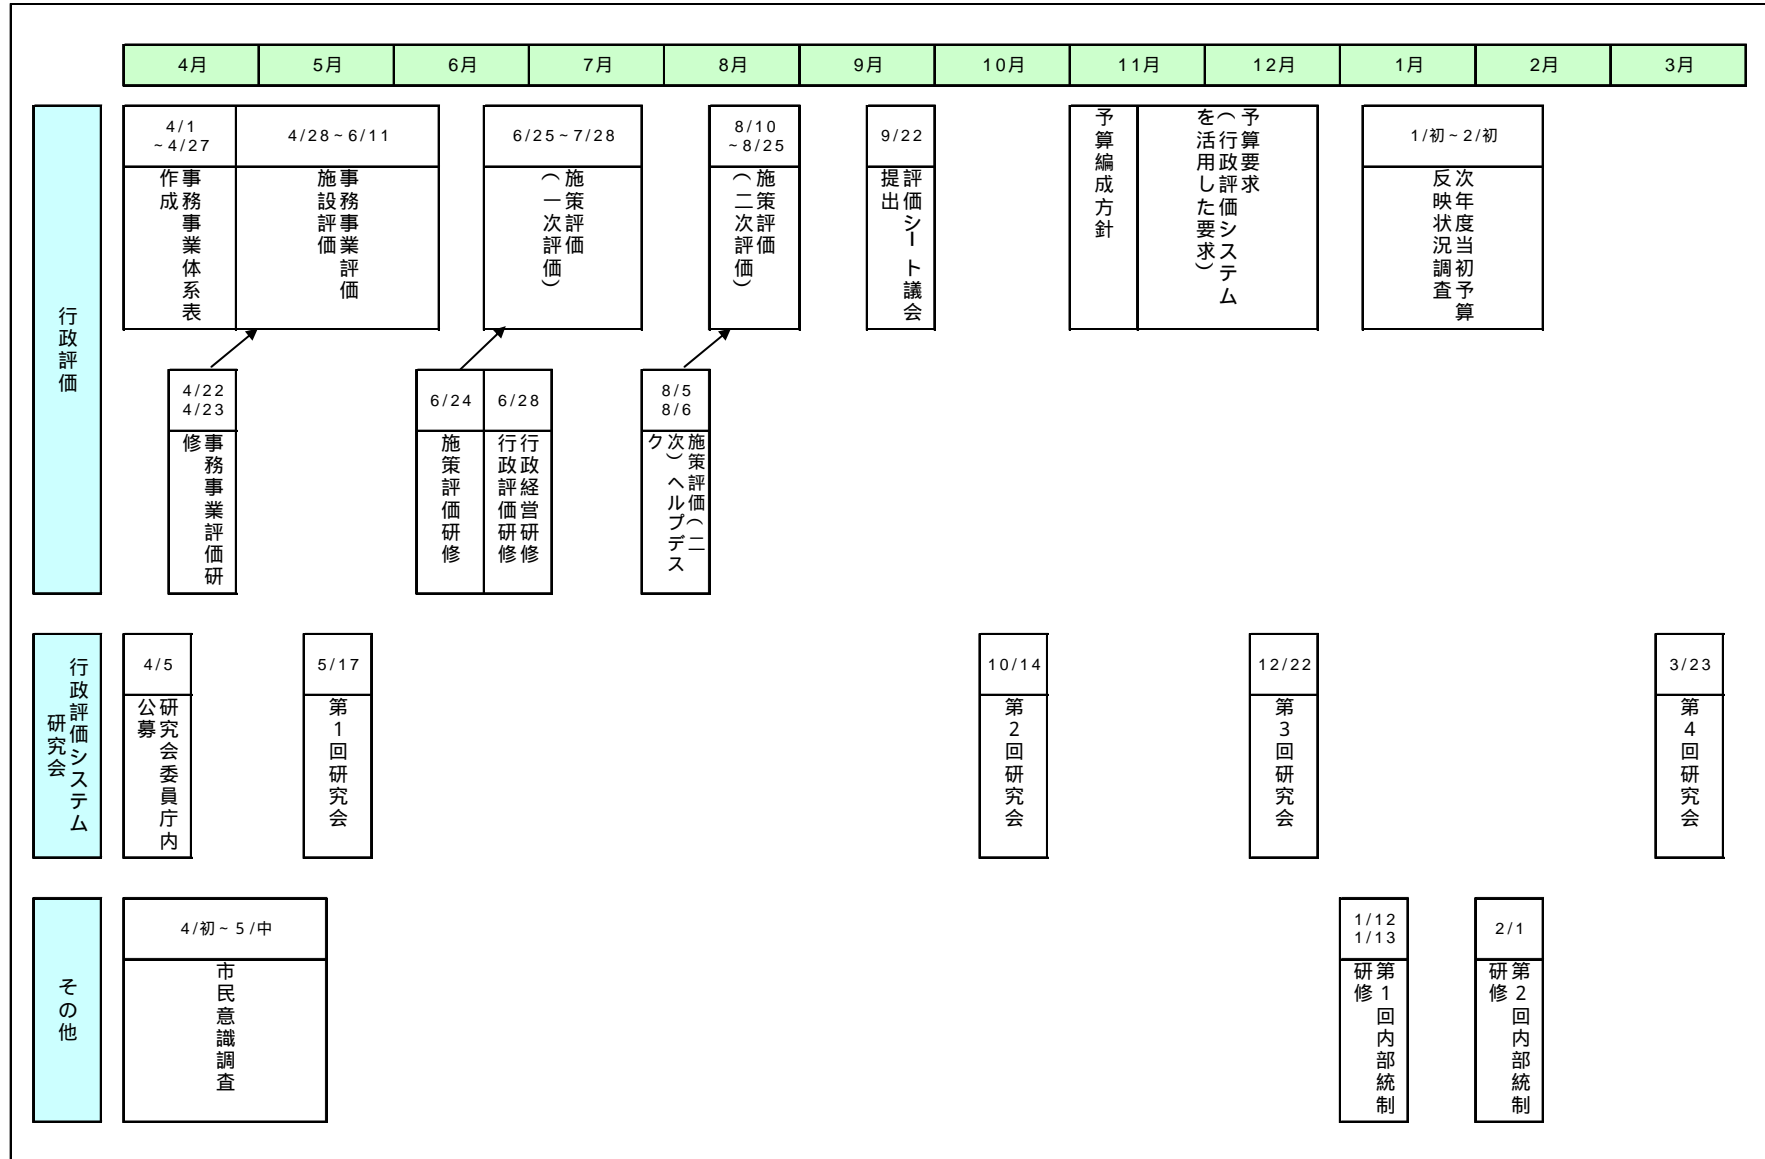 4月
5月
6月
7月
8月
9月
10月
11月
12月
1月
2月
3月
行政評価
4/1
~4/27
事務事業体系表
作成
4/28~6/11
事務事業評価
施設評価
6/25~7/28
施策評価
(一次評価)
8/10
~8/25
施策評価
(二次評価)
9/22
評価シート議会
提出
予算編成方針
予算要求
(行政評価システム
を活用した要求)
1/初~2/初
次年度当初予算
反映状況調査
4/22
4/23
事務事業評価研
修
6/24
施策評価研修
6/28
行政経営研修
行政評価研修
8/5
8/6
施策評価(二
次)ヘルプデス
ク
行政評価システム
研究会
4/5
研究会委員庁内
公募
5/17
第1回研究会
10/14
第2回研究会
12/22
第3回研究会
3/23
第4回研究会
その他
4/初~5/中
市民意識調査
1/12
1/13
第1回内部統制
研修
2/1
第2回内部統制
研修